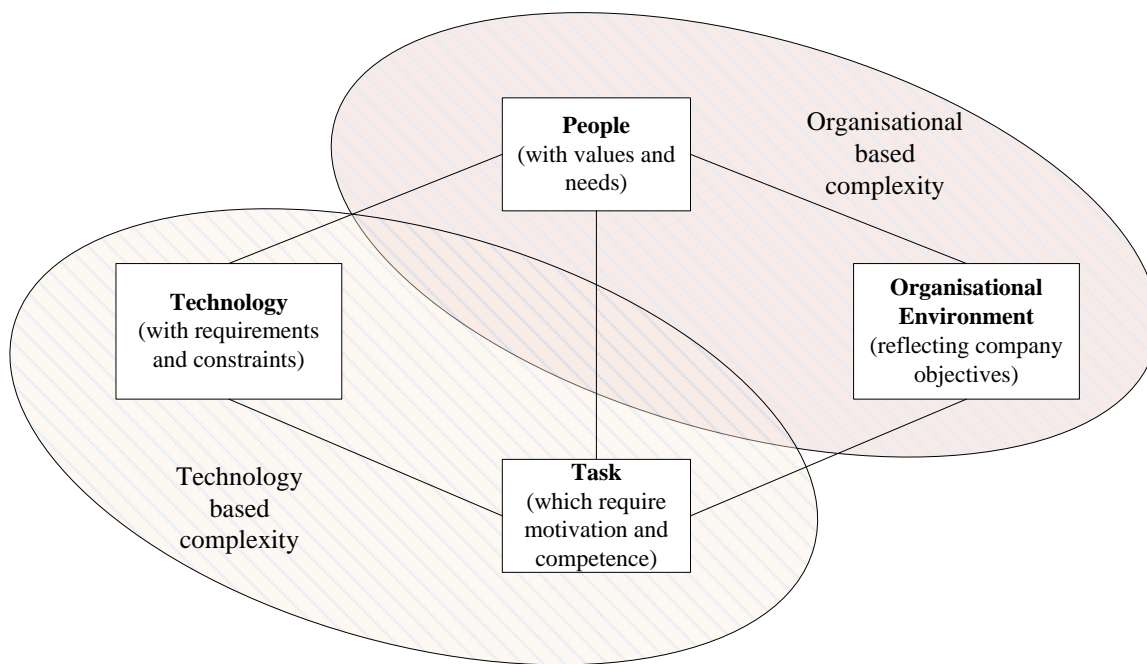 People
(with values and
needs)
Organisational
based
complexity
Technology
(with requirements
and constraints)
Organisational
Environment
(reflecting company
objectives)
Technology
based
complexity
Task
(which require
motivation and
competence)